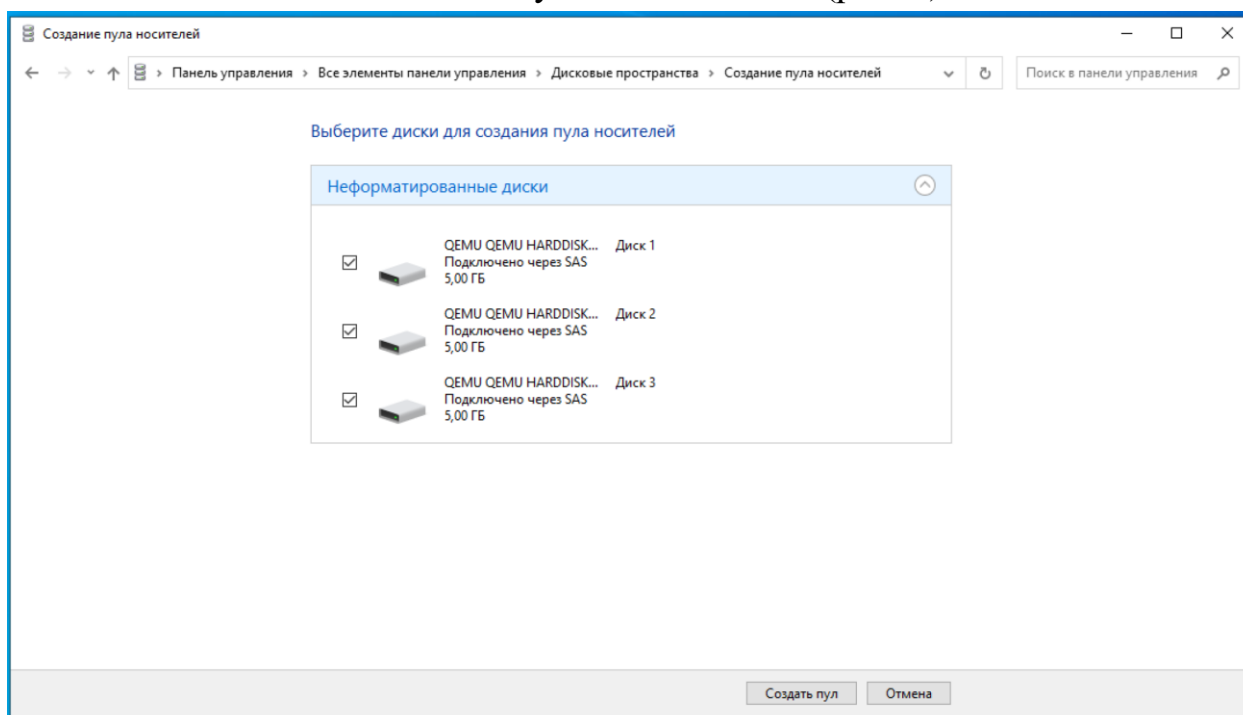 Создание пула носителей
Панель управления › Все элементы панели управления › Дисковые пространства › Создание пула носителей
Поиск в панели управления
Выберите диски для создания пула носителей
Неформатированные диски
QEMU QEMU HARDDISK... Диск 1
Подключено через SAS
5,00 ГБ
QEMU QEMU HARDDISK... Диск 2
Подключено через SAS
5,00 ГБ
QEMU QEMU HARDDISK... Диск 3
Подключено через SAS
5,00 ГБ
Создать пул Отмена